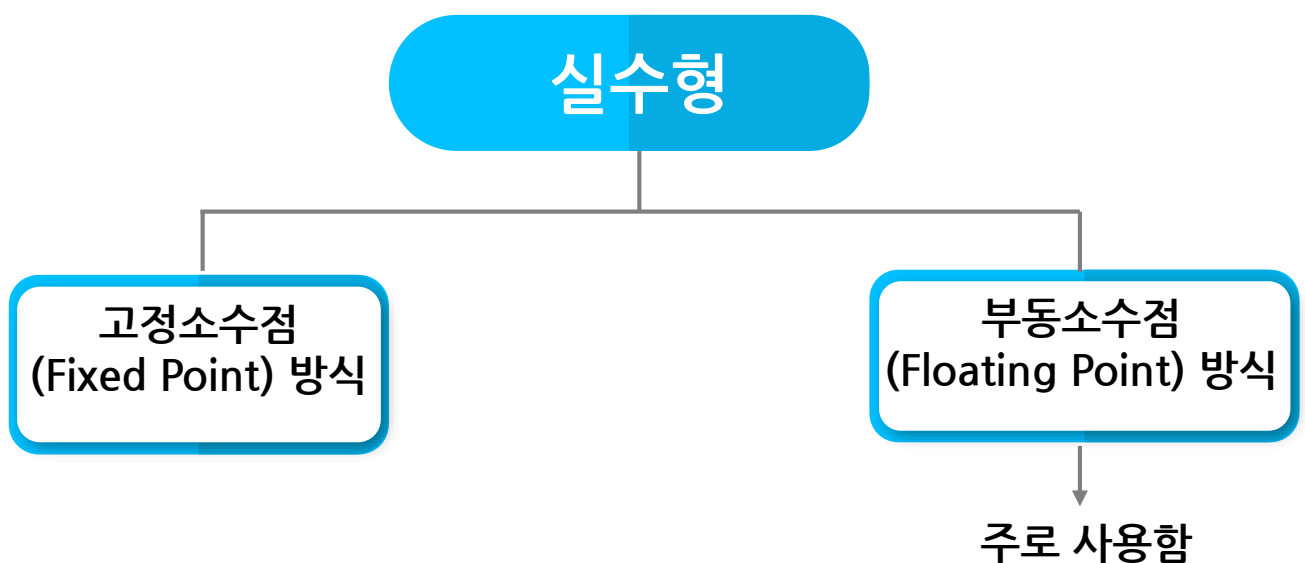 실수형
고정소수점
(Fixed Point) 방식
부동소수점
(Floating Point) 방식
주로 사용함